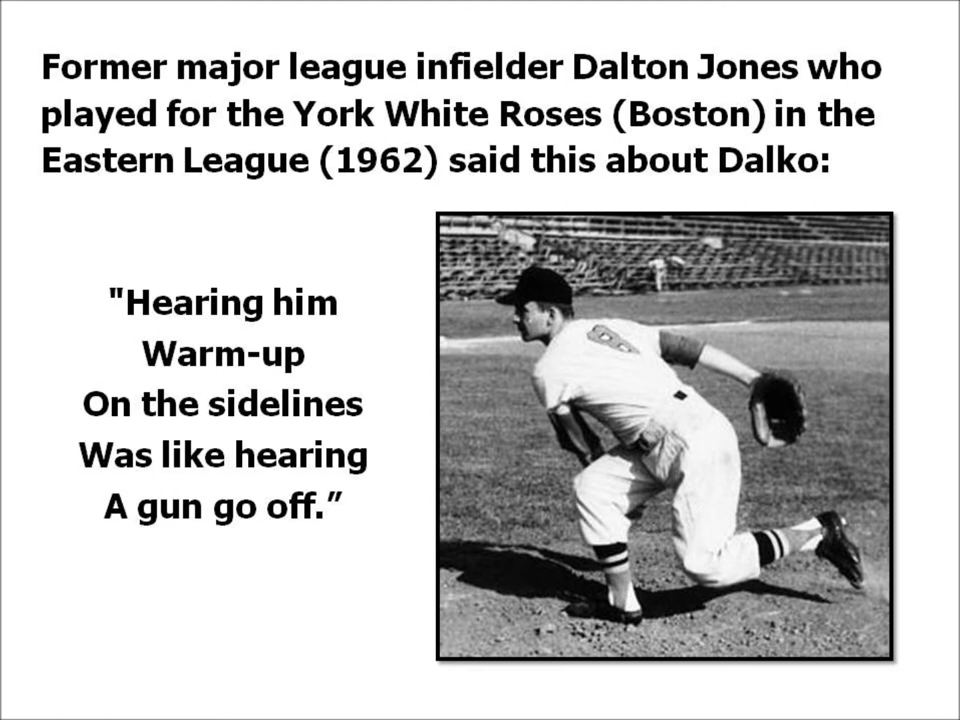 Former major league infielder Dalton Jones who
played for the York White Roses (Boston) in the
Eastern League (1962) said this about Dalko:
"Hearing him
Warm-up
On the sidelines
Was like hearing
A gun go off.”
8